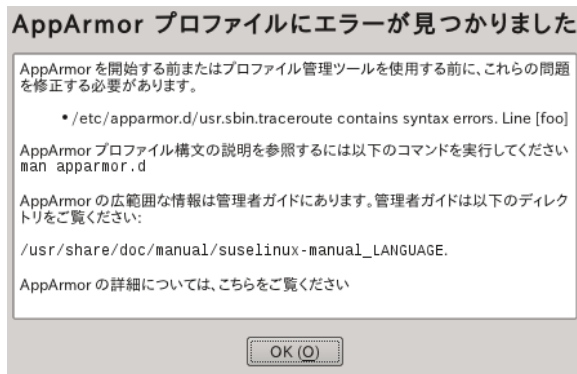 AppArmor プロファイルにエラーが見つかりました
AppArmor を開始する前またはプロファイル管理ツールを使用する前に、これらの問題
を修正する必要があります。
• /etc/apparmor.d/usr.sbin.traceroute contains syntax errors. Line [foo]
AppArmor プロファイル構文の説明を参照するには以下のコマンドを実行してください
man apparmor.d
AppArmor の広範囲な情報は管理者ガイドにあります。管理者ガイドは以下のディレク
トリをご覧ください:
/usr/share/doc/manual/suselinux-manual_LANGUAGE.
AppArmor の詳細については、こちらをご覧ください
OK (O)